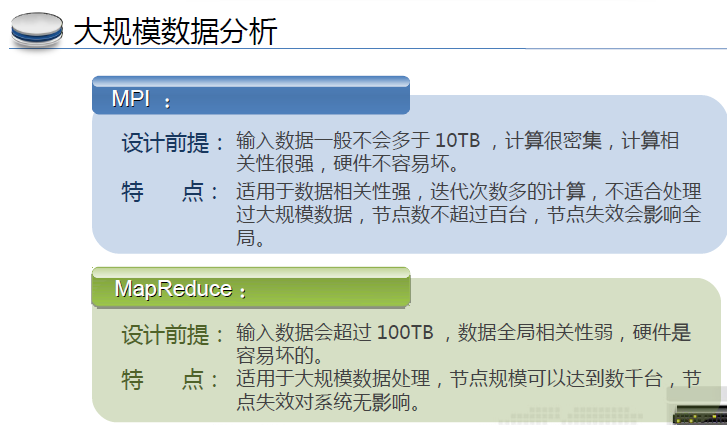 大规模数据分析
MPI ：
设计前提： 输入数据一般不会多于 10TB ，计算很密集，计算相
关性很强，硬件不容易坏。
特 点： 适用于数据相关性强，迭代次数多的计算，不适合处理
过大规模数据，节点数不超过百台，节点失效会影响全
局。
MapReduce ：
设计前提： 输入数据会超过 100TB ，数据全局相关性弱，硬件是
容易坏的。
特 点： 适用于大规模数据处理，节点规模可以达到数千台，节
点失效对系统无影响。